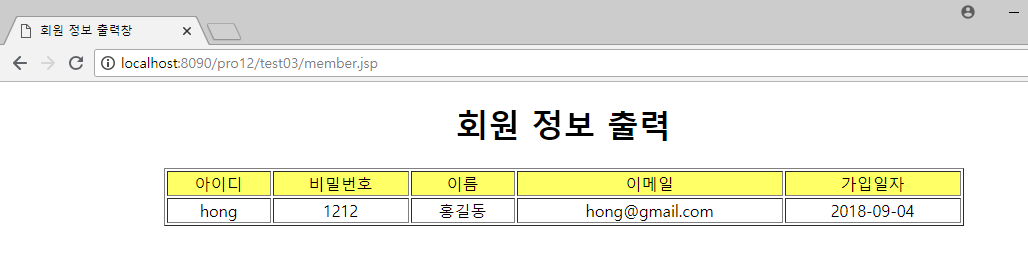 회원 정보 출력창
localhost:8090/pro12/test03/member.jsp
회원 정보 출력
아이디 비밀번호 이름 이메일 가입일자
hong 1212 홍길동 hong@gmail.com 2018-09-04